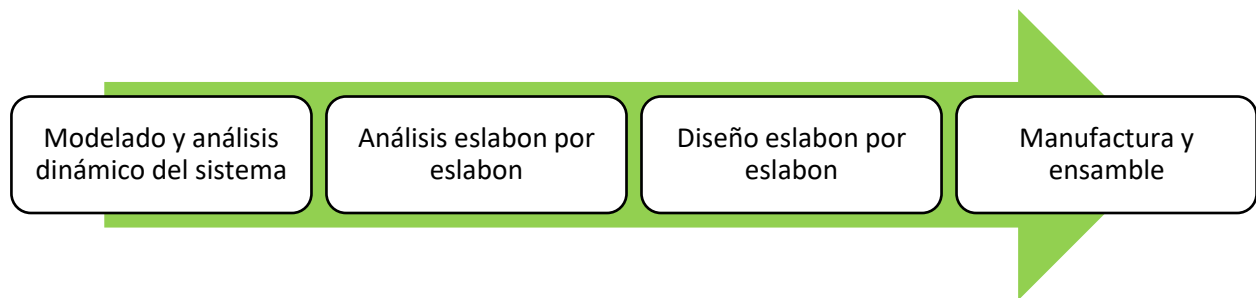 Modelado y análisis
dinámico del sistema
Análisis eslabon por
eslabon
Diseño eslabon por
eslabon
Manufactura y
ensamble